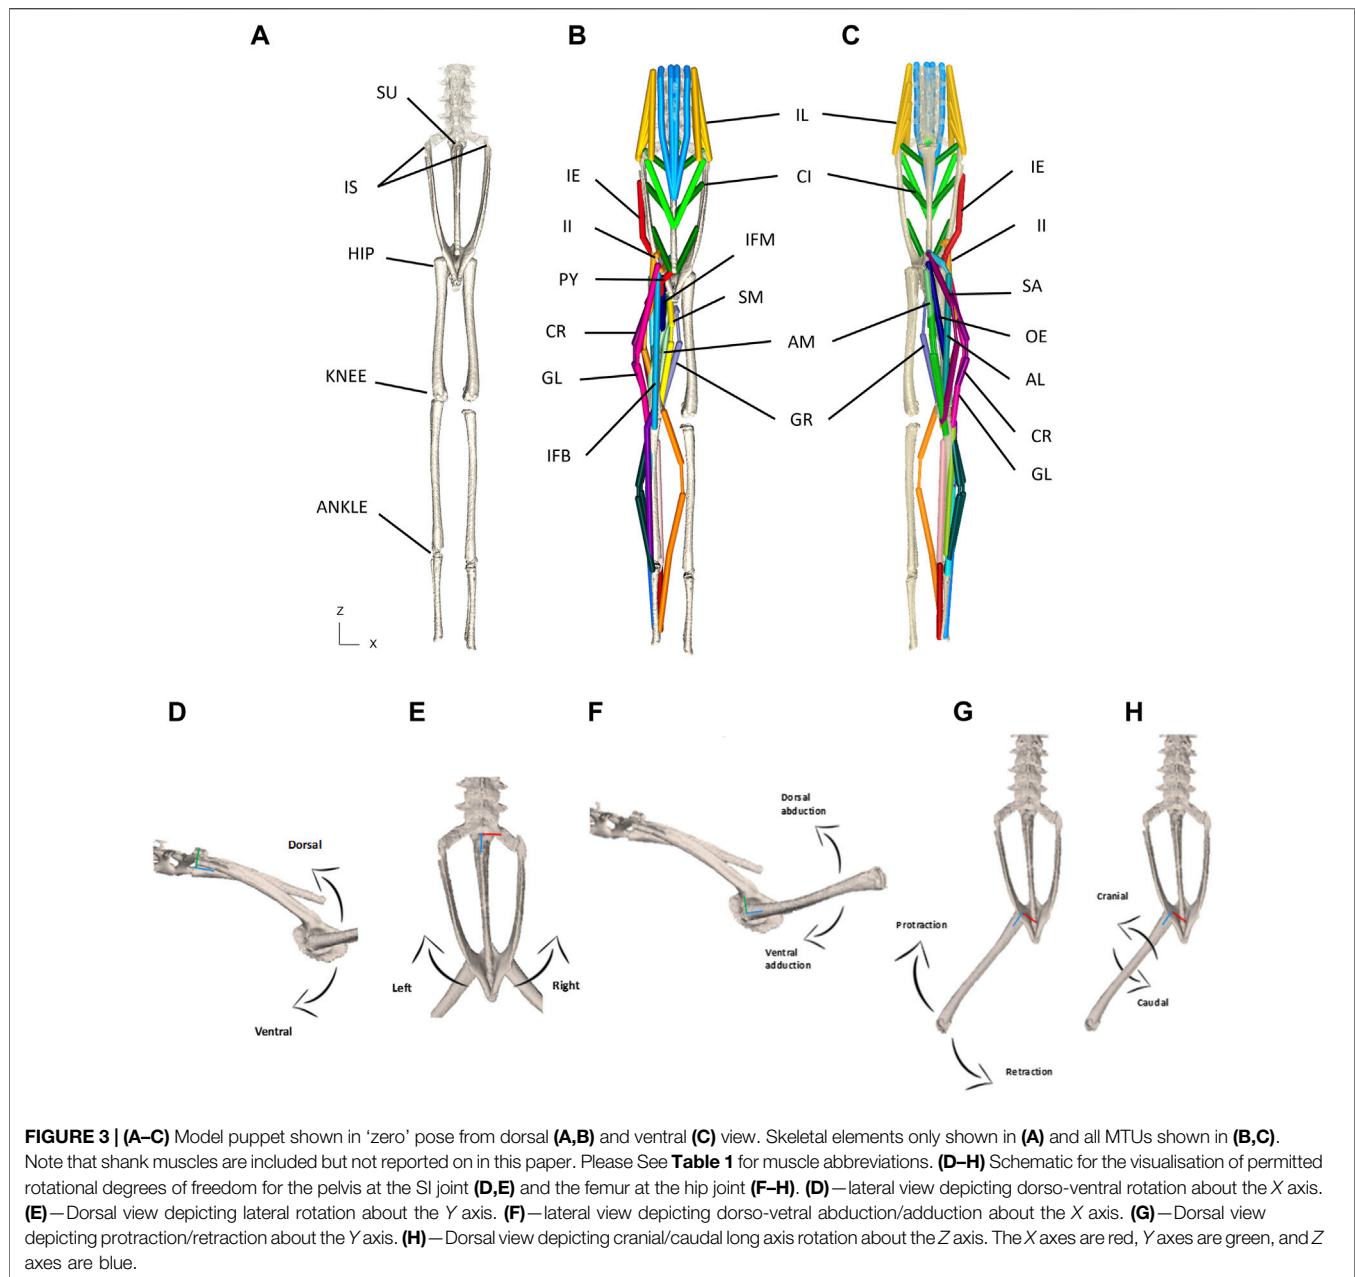 A
B
C
SU
IS
HIP
KNEE
ANKLE
Z
X
IE
II
PY
CR
GL
IFB
IL
CI
IFM
SM
AM
GR
IE
II
SA
OE
AL
CR
GL
D
E
F
G
H
Dorsal
Ventral
Left
Right
Dorsal
abduction
Ventral
adduction
Protraction
Retraction
Cranial
Caudal
FIGURE 3 | (A–C) Model puppet shown in ‘zero’ pose from dorsal (A,B) and ventral (C) view. Skeletal elements only shown in (A) and all MTUs shown in (B,C).
Note that shank muscles are included but not reported on in this paper. Please See Table 1 for muscle abbreviations. (D–H) Schematic for the visualisation of permitted
rotational degrees of freedom for the pelvis at the SI joint (D,E) and the femur at the hip joint (F–H). (D)—lateral view depicting dorso-ventral rotation about the X axis.
(E)—Dorsal view depicting lateral rotation about the Y axis. (F)—lateral view depicting dorso-vetral abduction/adduction about the X axis. (G)—Dorsal view
depicting protraction/retraction about the Y axis. (H)—Dorsal view depicting cranial/caudal long axis rotation about the Z axis. The X axes are red, Y axes are green, and Z
axes are blue.